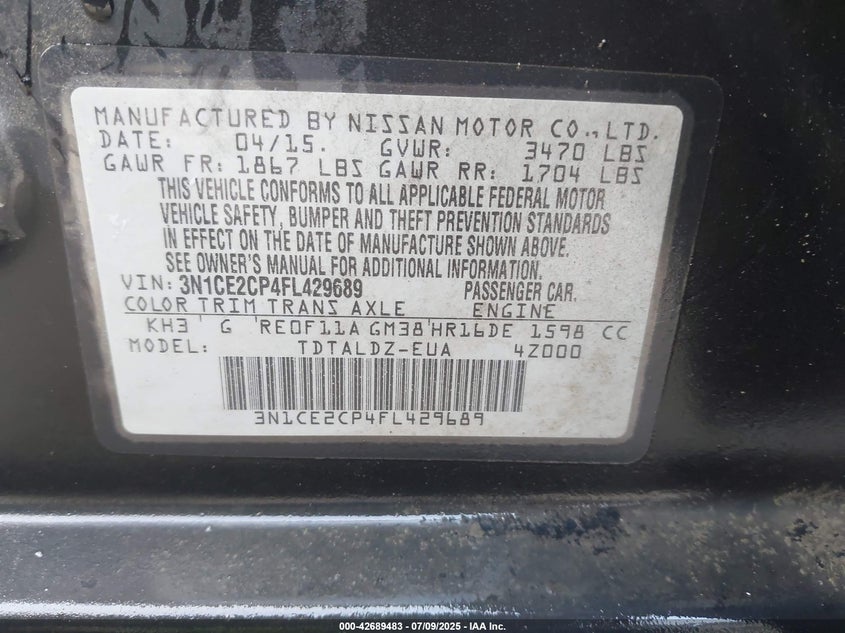 MANUFACTURED BY NISSAN MOTOR CO.,LTD.
DATE: 04/15. GVWR: 3470 LBS
GAWR FR: 1867 LBS GAWR RR: 1704 LBS
THIS VEHICLE CONFORMS TO ALL APPLICABLE FEDERAL MOTOR
VEHICLE SAFETY, BUMPER AND THEFT PREVENTION STANDARDS
IN EFFECT ON THE DATE OF MANUFACTURE SHOWN ABOVE.
SEE OWNER'S MANUAL FOR ADDITIONAL INFORMATION.
VIN: 3N1CE2CP4FL429689 PASSENGER CAR.
COLOR TRIM TRANS AXLE ENGINE
KH3 G RE0F11A GM38 HR16DE 1598 CC
MODEL: TDTALDZ-EUA 4Z000
3N1CE2CP4FL429689
000-42689483 - 07/09/2025 - IAA Inc.